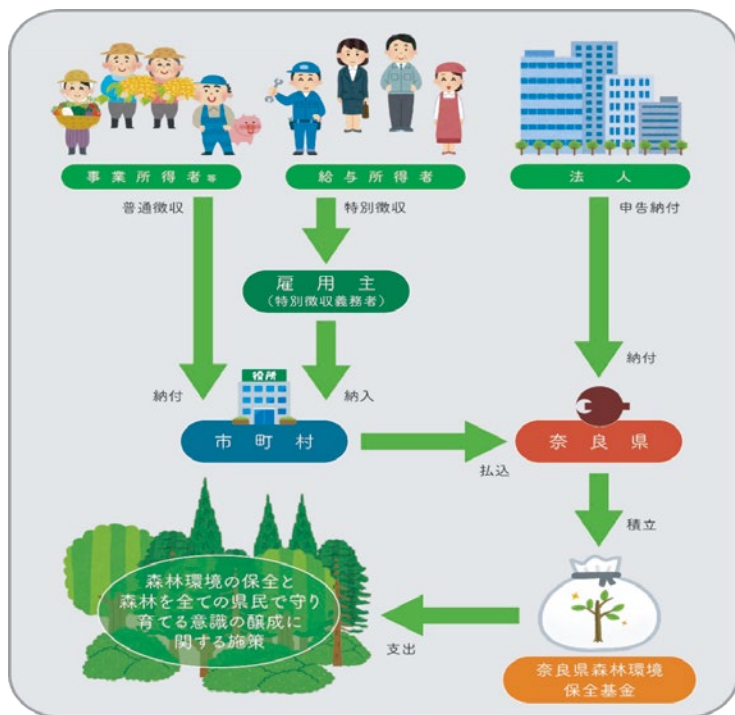 事業所得者等
給与所得者
法人
普通徴収
特別徴収
申告納付
雇用主
(特別徴収義務者)
納付
役所
納入
納付
市町村
奈良県
払込
積立
森林環境の保全と
森林を全ての県民で守り
育てる意識の醸成に
関する施策
支出
奈良県森林環境
保全基金